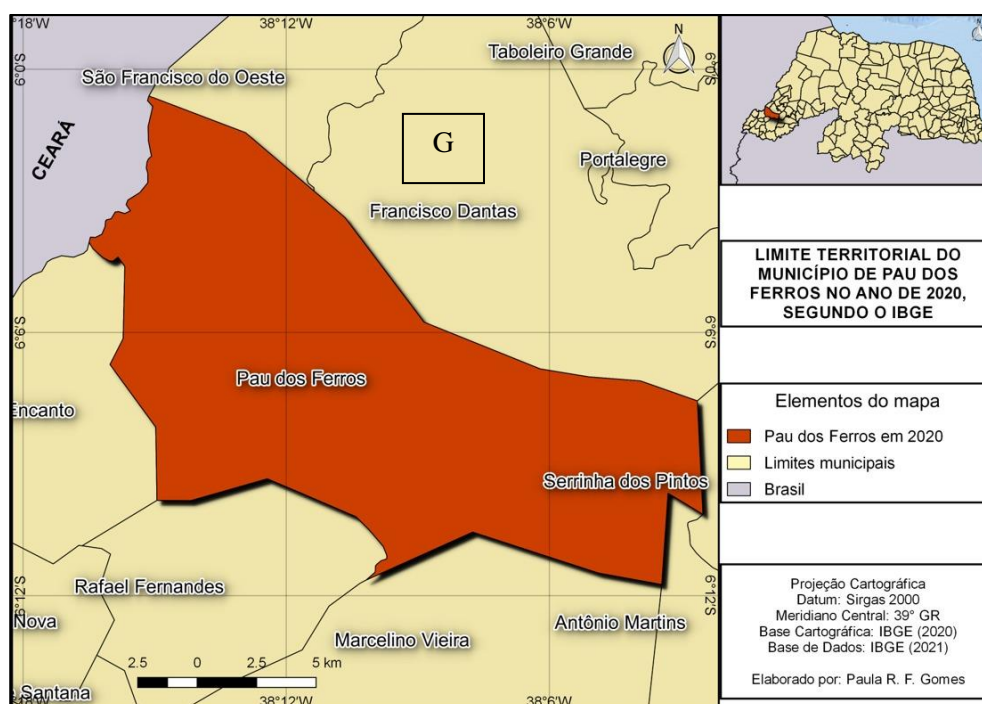 °18'W
38°12'W
38°6'W
N
6°0'S
6°0'S
Taboleiro Grande
São Francisco do Oeste
CEARÁ
G
Portalegre
Francisco Dantas
6°6'S
6°6'S
Pau dos Ferros
Encanto
Serrinha dos Pintos
6°12'S
6°12'S
Rafael Fernandes
Nova
Antônio Martins
Marcelino Vieira
2.5 0 2.5 5 km
Santana
38°12'W
38°6'W
LIMITE TERRITORIAL DO
MUNICÍPIO DE PAU DOS
FERROS NO ANO DE 2020,
SEGUNDO O IBGE
Elementos do mapa
Pau dos Ferros em 2020
Limites municipais
Brasil
Projeção Cartográfica
Datum: Sirgas 2000
Meridiano Central: 39° GR
Base Cartográfica: IBGE (2020)
Base de Dados: IBGE (2021)
Elaborado por: Paula R. F. Gomes